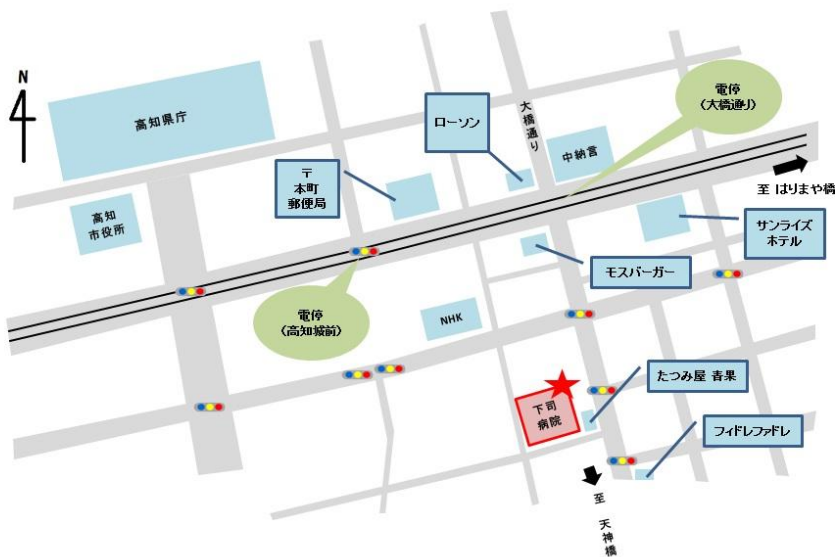 N
高知県庁
高知
市役所
〒
本町
郵便局
ローソン
大橋通り
中納言
電停
(大橋通り)
至 はりまや橋
サンライズ
ホテル
モスバーガー
電停
(高知城前)
NHK
下司
病院
たつみ屋 青果
フィドレファドレ
至 天神橋